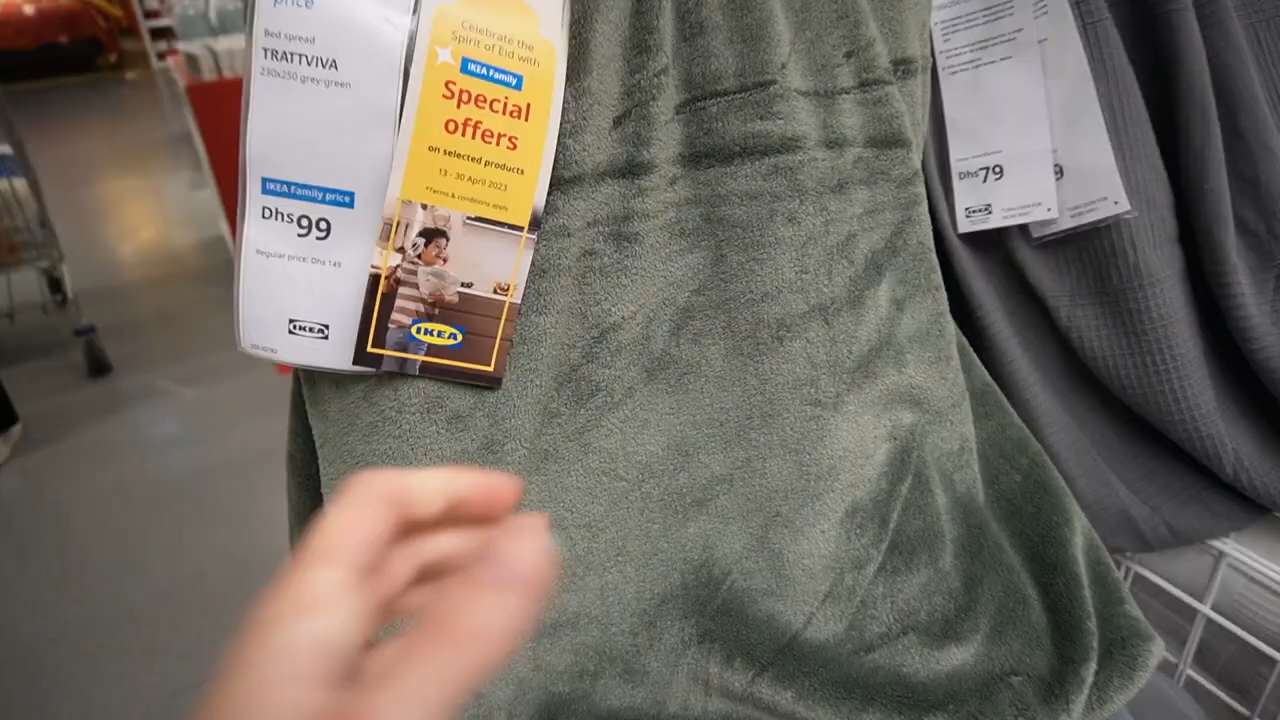 price
Bed spread
TRATTVIVA
230x250 grey-green
IKEA Family price
Dhs99
Regular price: Dhs 149
IKEA
Celebrate the
Spirit of Eid with
IKEA Family
Special
offers
on selected products
13 - 30 April 2023
*Terms & conditions apply
IKEA
Dhs79
IKEA
9